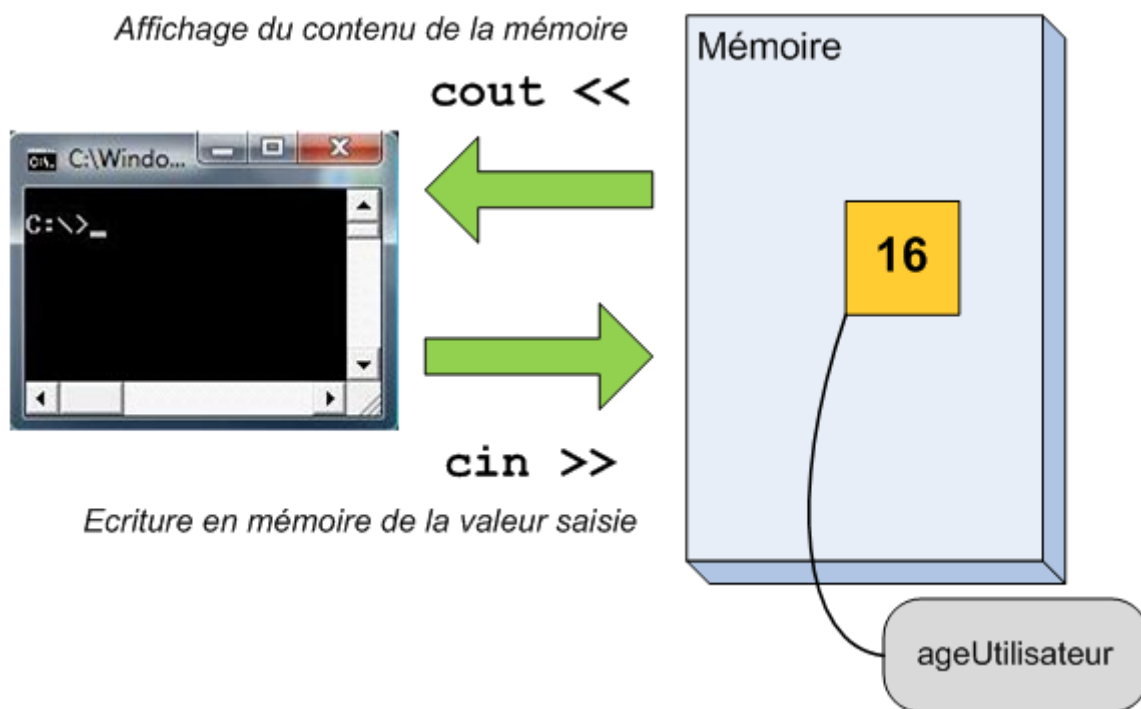 Affichage du contenu de la mémoire
Mémoire
cout <<
C:\Windo...
C:\>_
16
cin >>
Ecriture en mémoire de la valeur saisie
ageUtilisateur